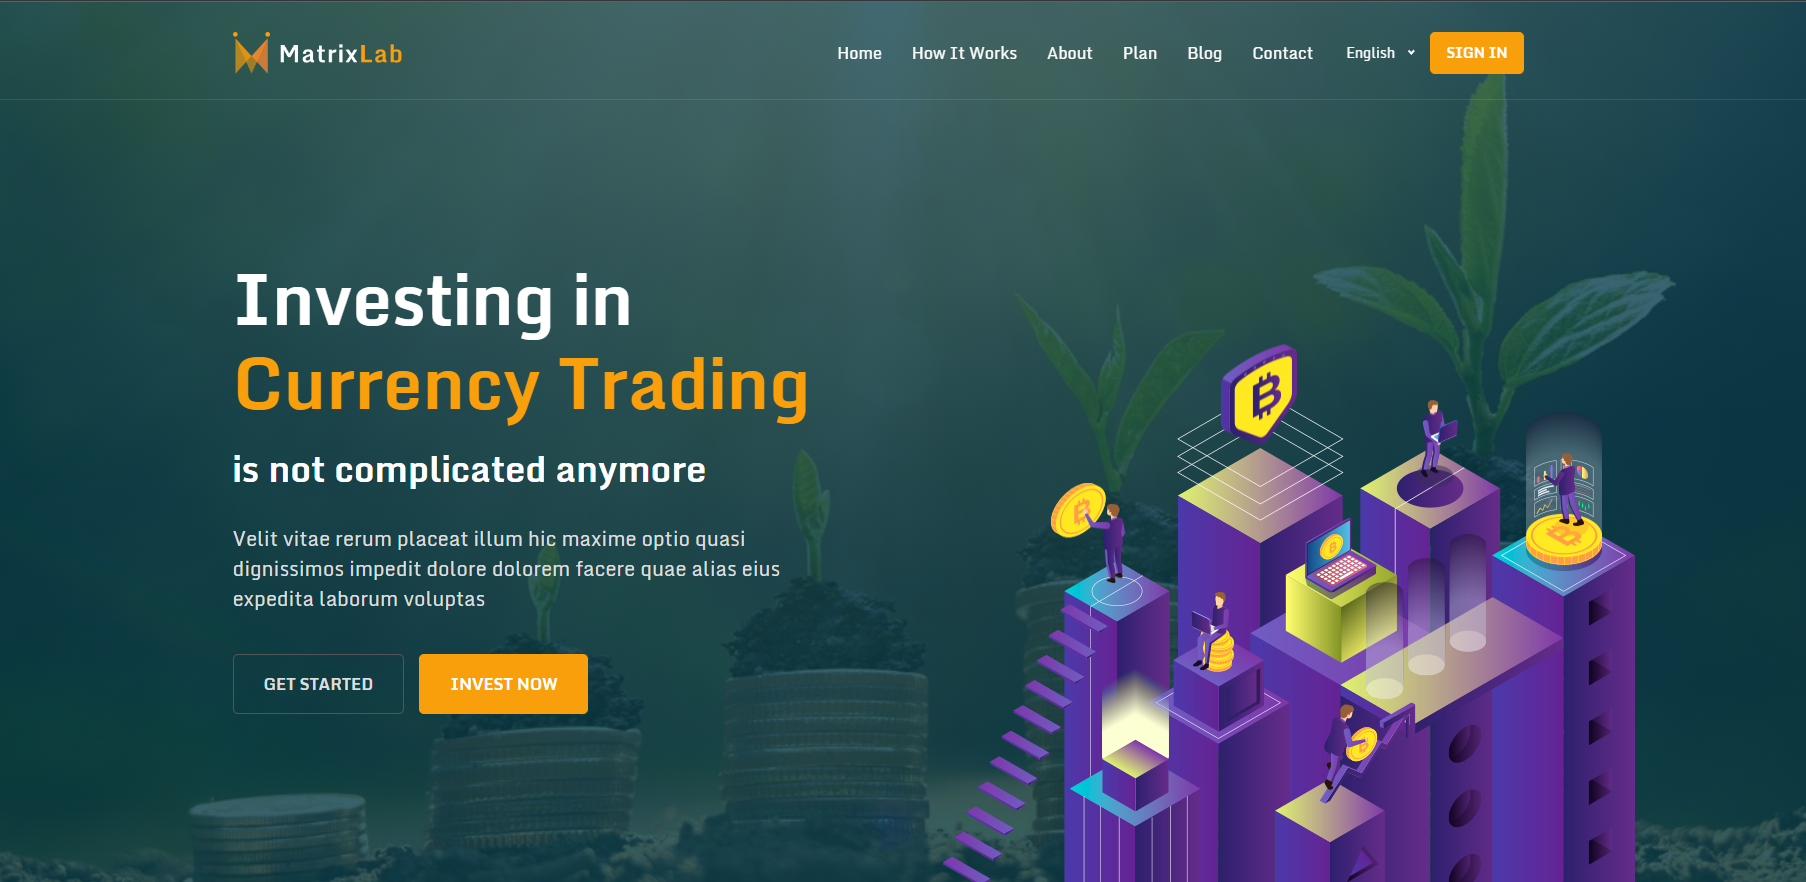 MatrixLab
Home How It Works About Plan Blog Contact English SIGN IN
Investing in
Currency Trading
is not complicated anymore
Velit vitae rerum placeat illum hic maxime optio quasi
dignissimos impedit dolore dolorem facere quae alias eius
expedita laborum voluptas
GET STARTED INVEST NOW